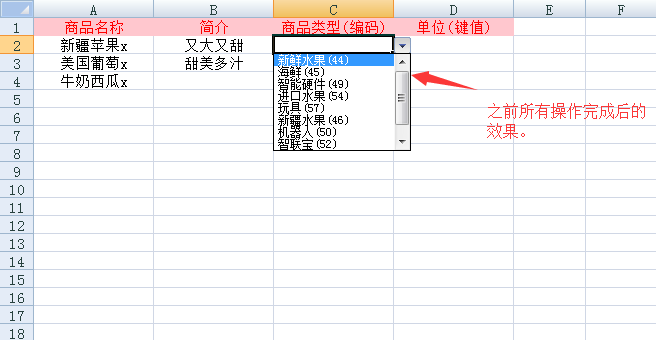 A B C D E F
1 商品名称 简介 商品类型(编码) 单位(键值)
2 新疆苹果x 又大又甜
3 美国葡萄x 甜美多汁
4 牛奶西瓜x
新鲜水果(44)
海鲜(45)
智能硬件(49)
进口水果(54)
玩具(57)
新疆水果(46)
机器人(50)
智联宝(52)
之前所有操作完成后的
效果。
5
6
7
8
9
10
11
12
13
14
15
16
17
18